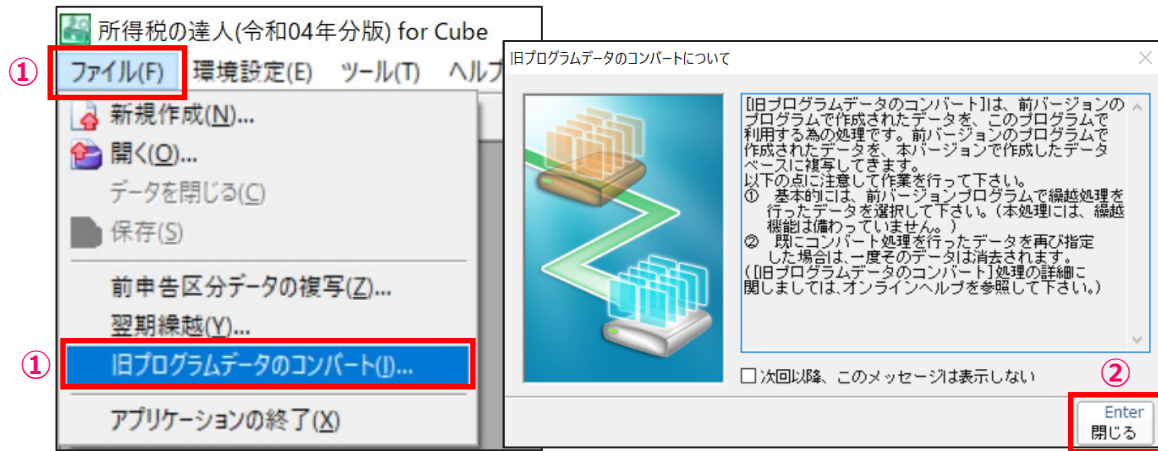 所得税の達人(令和04年分版) for Cube
① ファイル(F) 環境設定(E) ツール(T) ヘルプ
新規作成(N)...
開く(O)...
データを閉じる(C)
保存(S)
前申告区分データの複写(Z)...
翌期繰越(Y)...
① 旧プログラムデータのコンバート(I)...
アプリケーションの終了(X)
旧プログラムデータのコンバートについて
[旧プログラムデータのコンバート]は、前バージョンの
プログラムで作成されたデータを、このプログラムで
利用する為の処理です。前バージョンのプログラムで
作成されたデータを、本バージョンで作成したデータ
ベースに複写してきます。
以下の点に注意して作業を行って下さい。
① 基本的には、前バージョンプログラムで繰越処理を
行ったデータを選択して下さい。(本処理には、繰越
機能は備わっていません。)
② 既にコンバート処理を行ったデータを再び指定
した場合は、一度そのデータは消去されます。
([旧プログラムデータのコンバート]処理の詳細に
関しましては、オンラインヘルプを参照して下さい。)
次回以降、このメッセージは表示しない
②
Enter
閉じる